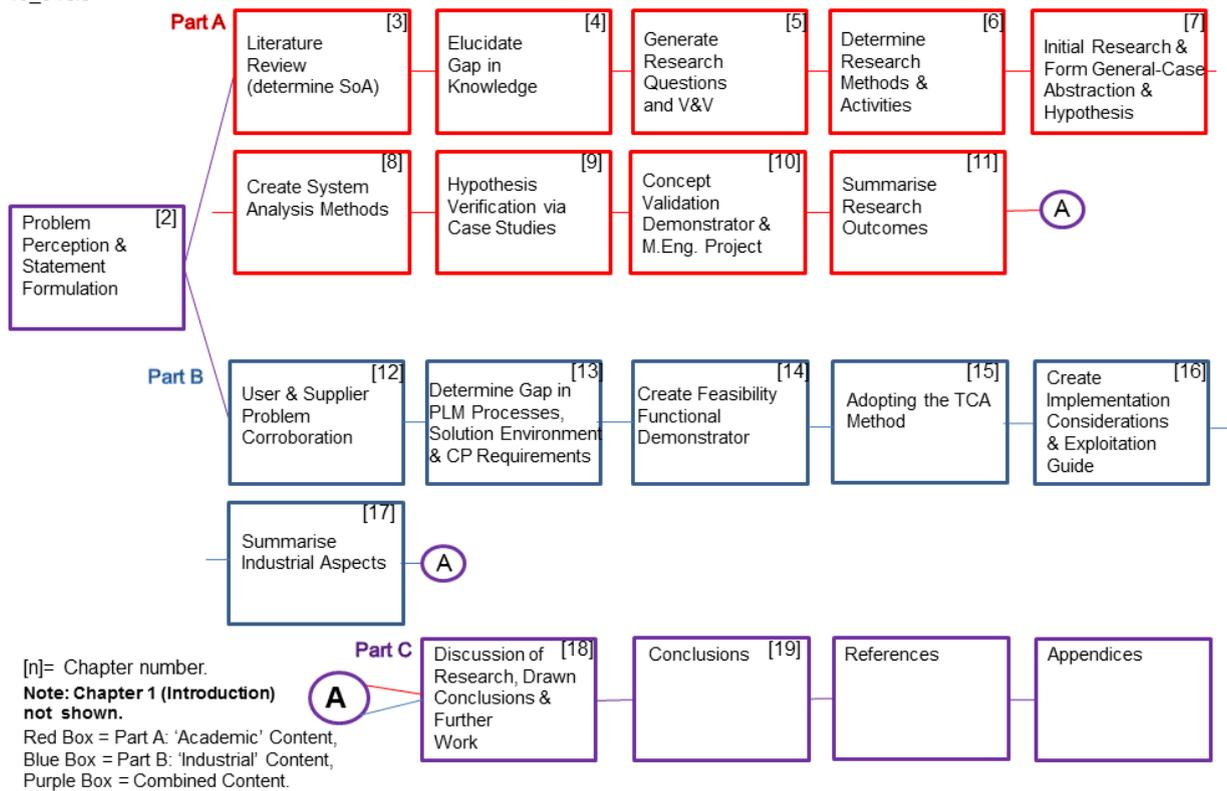 Part A
[3]
Literature
Review
(determine SoA)
[4]
Elucidate
Gap in
Knowledge
[5]
Generate
Research
Questions
and V&V
[6]
Determine
Research
Methods &
Activities
[7]
Initial Research &
Form General-Case
Abstraction &
Hypothesis
[8]
Create System
Analysis Methods
[9]
Hypothesis
Verification via
Case Studies
[10]
Concept
Validation
Demonstrator &
M.Eng. Project
[11]
Summarise
Research
Outcomes
A
[2]
Problem
Perception &
Statement
Formulation
Part B
[12]
User & Supplier
Problem
Corroboration
[13]
Determine Gap in
PLM Processes,
Solution Environment
& CP Requirements
[14]
Create Feasibility
Functional
Demonstrator
[15]
Adopting the TCA
Method
[16]
Create
Implementation
Considerations
& Exploitation
Guide
[17]
Summarise
Industrial Aspects
A
Part C
A
[18]
Discussion of
Research, Drawn
Conclusions &
Further
Work
Conclusions [19]
References
Appendices
[n]= Chapter number.
Note: Chapter 1 (Introduction)
not shown.
Red Box = Part A: ‘Academic’ Content,
Blue Box = Part B: ‘Industrial’ Content,
Purple Box = Combined Content.